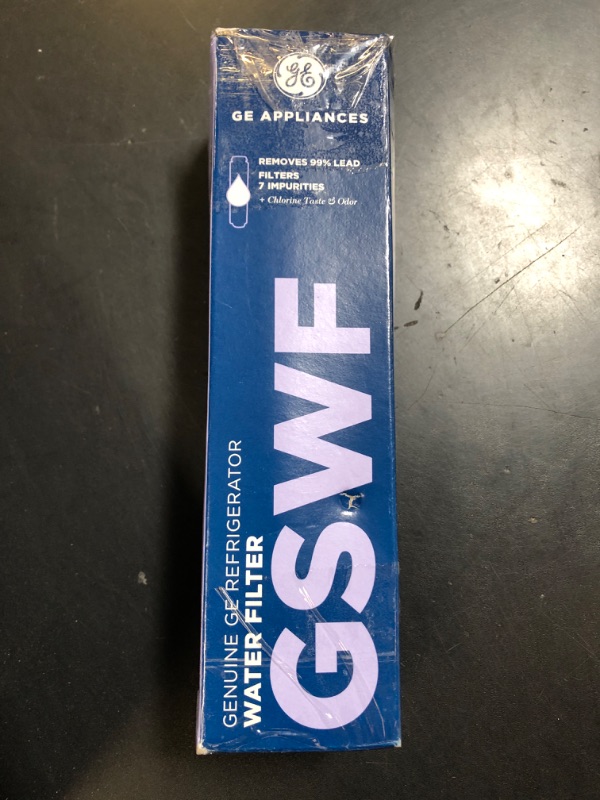 GE
GE APPLIANCES
REMOVES 99% LEAD
FILTERS
7 IMPURITIES
+ Chlorine Taste & Odor
GENUINE GE REFRIGERATOR
WATER FILTER
GSWF